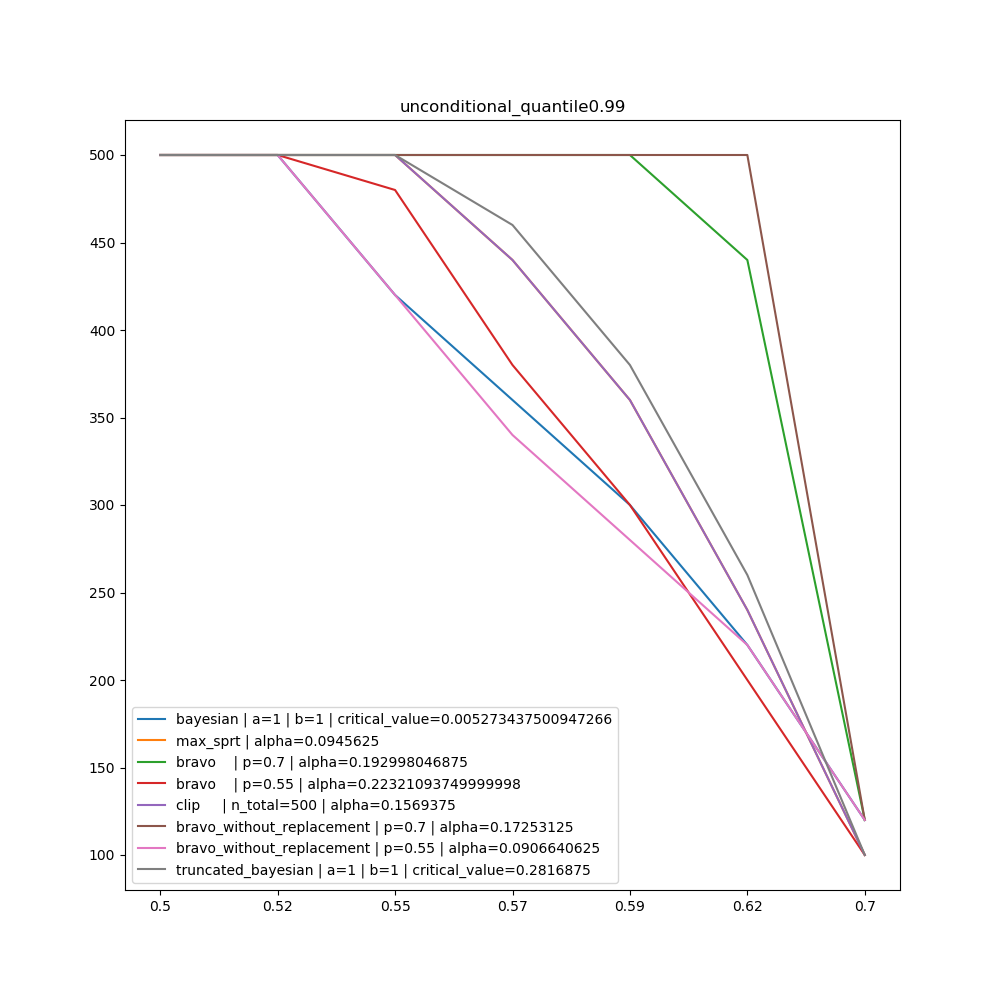 unconditional_quantile0.99
500
450
400
350
300
250
200
150
100
bayesian | a=1 | b=1 | critical_value=0.005273437500947266
max_sprt | alpha=0.0945625
bravo | p=0.7 | alpha=0.192998046875
bravo | p=0.55 | alpha=0.22321093749999998
clip | n_total=500 | alpha=0.1569375
bravo_without_replacement | p=0.7 | alpha=0.17253125
bravo_without_replacement | p=0.55 | alpha=0.0906640625
truncated_bayesian | a=1 | b=1 | critical_value=0.2816875
0.5 0.52 0.55 0.57 0.59 0.62 0.7